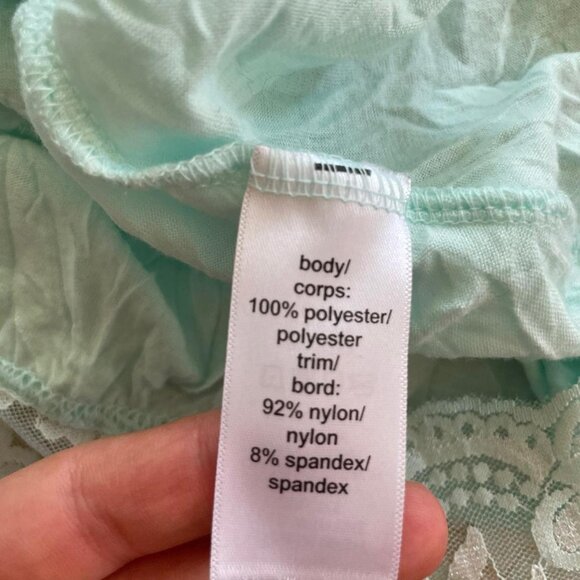 body/
corps:
100% polyester/
polyester
trim/
bord:
92% nylon/
nylon
8% spandex/
spandex